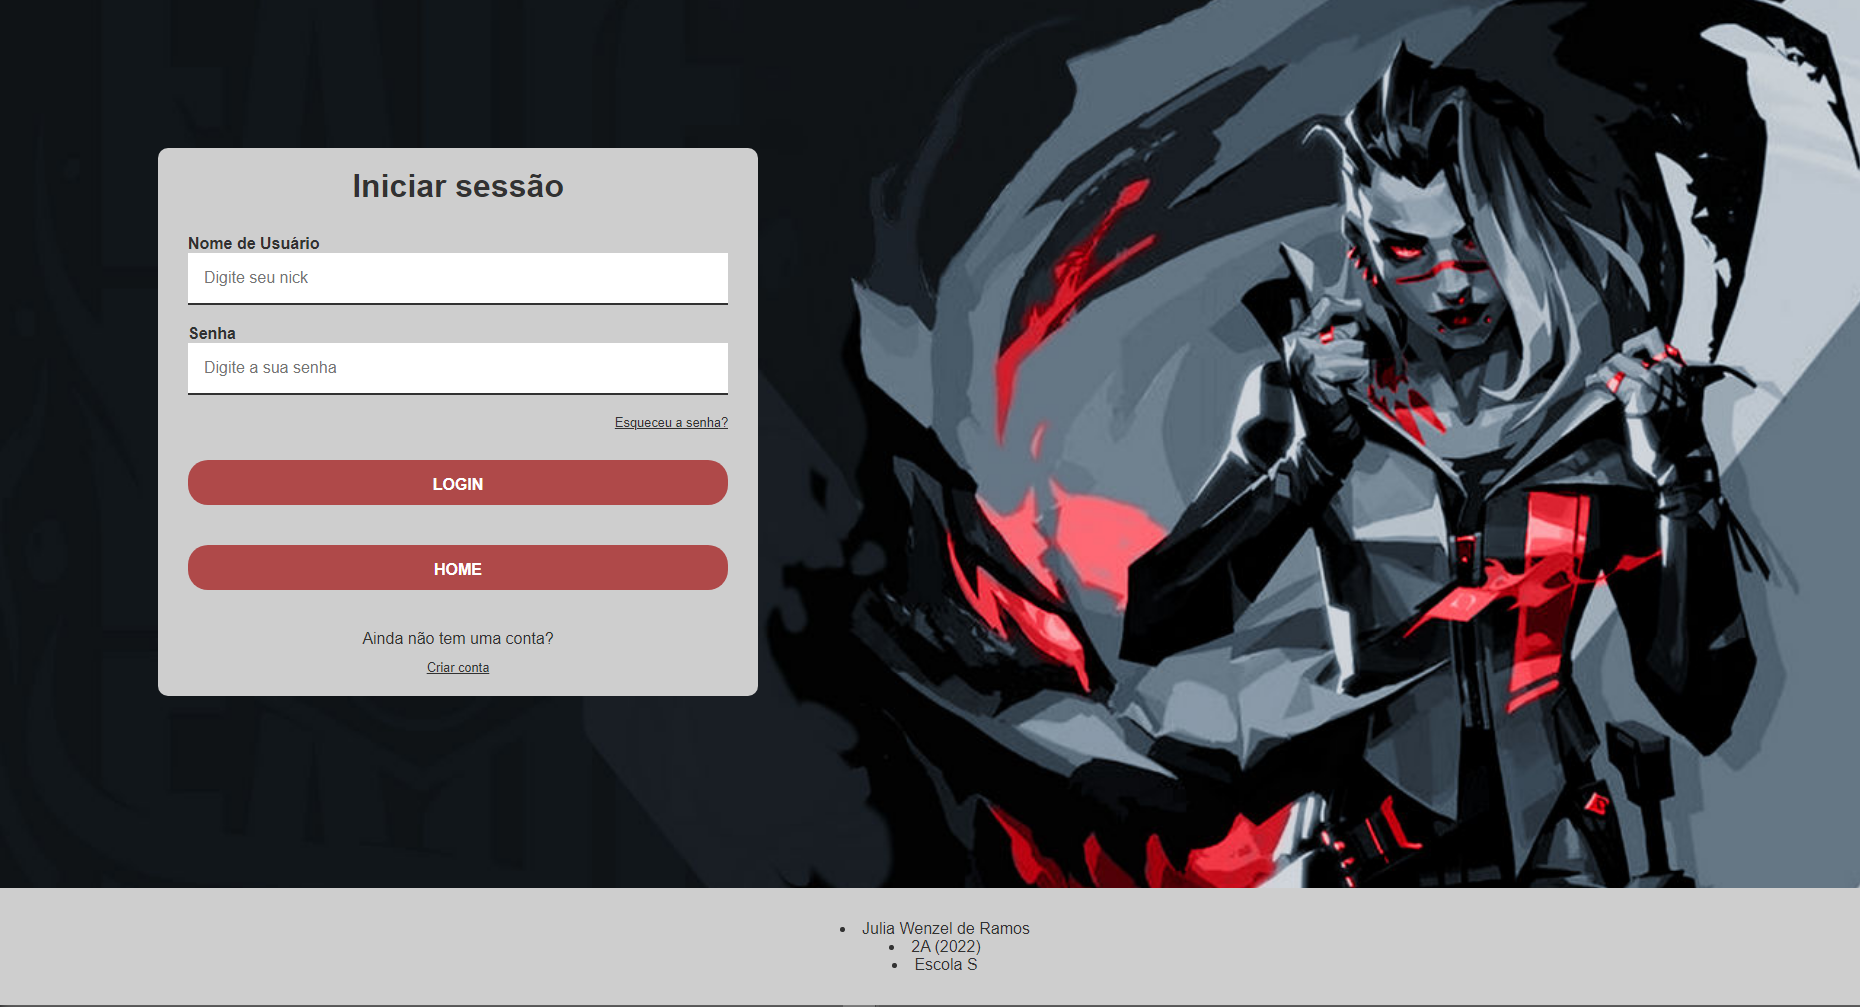 Iniciar sessão
Nome de Usuário
Digite seu nick
Senha
Digite a sua senha
Esqueceu a senha?
LOGIN
HOME
Ainda não tem uma conta?
Criar conta
Julia Wenzel de Ramos
2A (2022)
Escola S